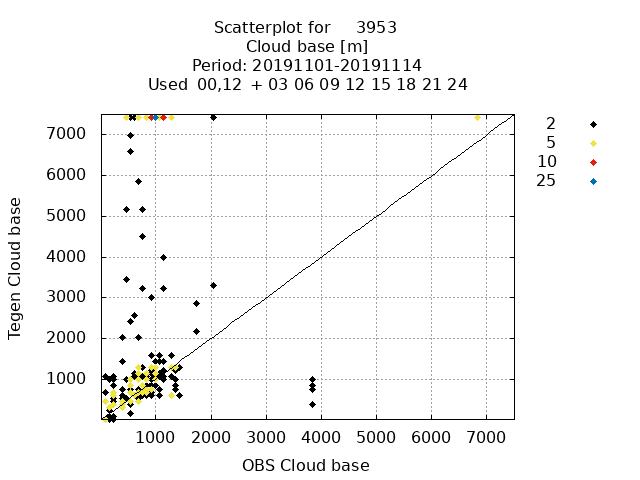 Scatterplot for 3953
Cloud base [m]
Period: 20191101-20191114
Used 00,12 + 03 06 09 12 15 18 21 24
2
5
10
25
7000
6000
5000
4000
3000
2000
1000
Tegen Cloud base
1000 2000 3000 4000 5000 6000 7000
OBS Cloud base